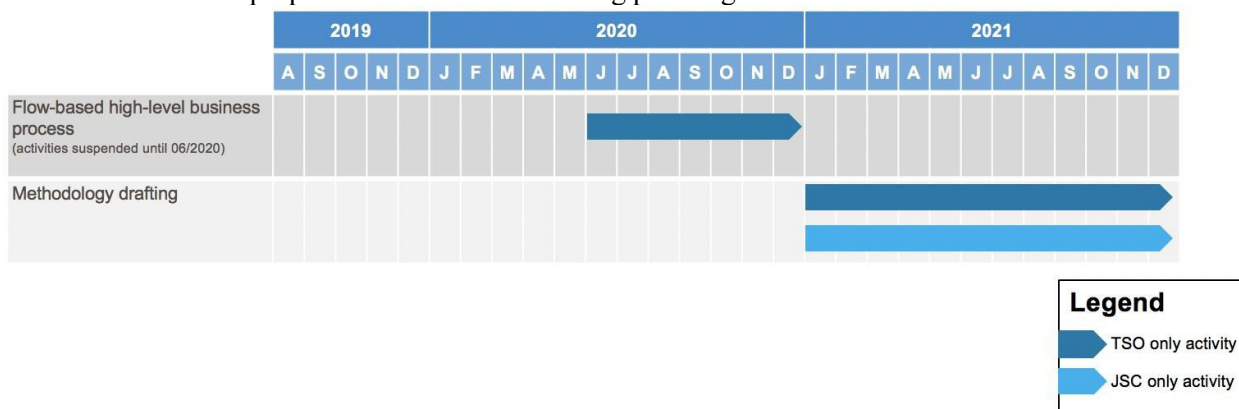 2019 2020 2021
A S O N D J F M A M J J A S O N D J F M A M J J A S O N D
Flow-based high-level business
process
(activities suspended until 06/2020)
Methodology drafting
Legend
TSO only activity
JSC only activity